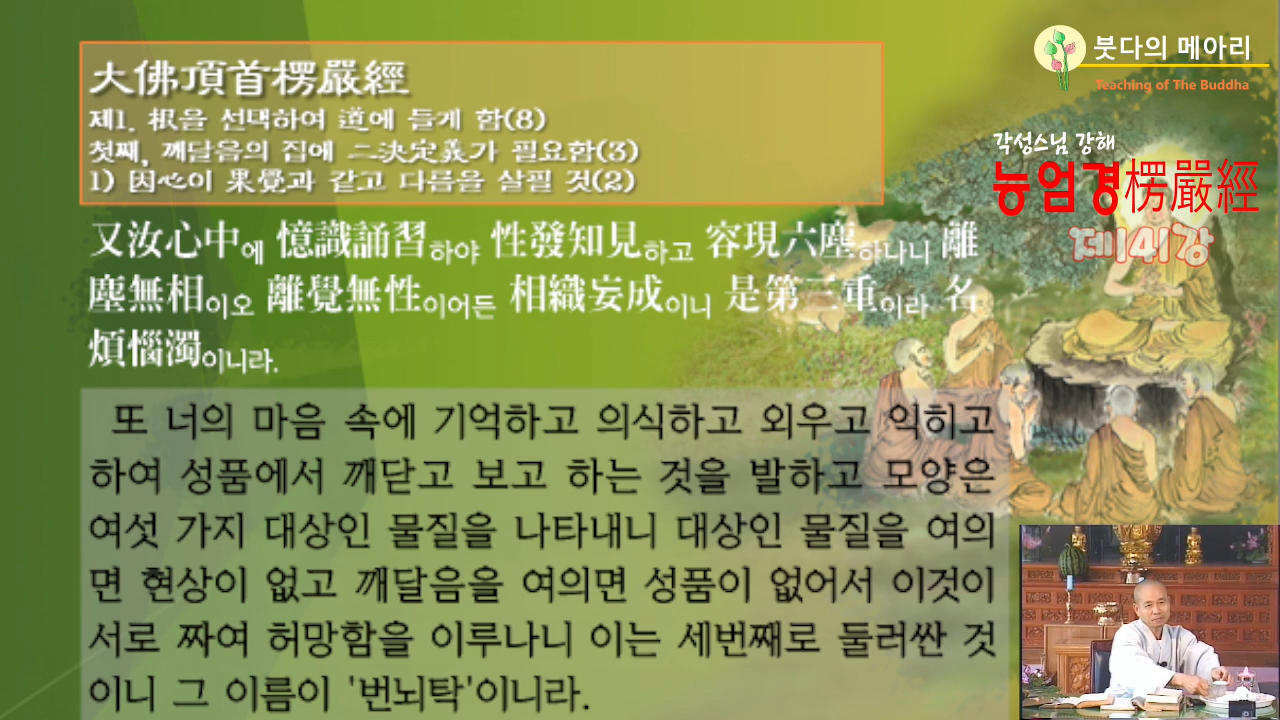 大佛頂首楞嚴經
제1. 根을 선택하여 道에 들게 함(8)
첫째, 깨달음의 집에 二決定義가 필요함(3)
1) 因心이 果覺과 같고 다름을 살필 것(2)
又汝心中에 憶識誦習하야 性發知見하고 容現六塵하나니 離
塵無相이오 離覺無性이어든 相織妄成이니 是第三重이라 名
煩惱濁이니라.
또 너의 마음 속에 기억하고 의식하고 외우고 익히고
하여 성품에서 깨닫고 보고 하는 것을 발하고 모양은
여섯 가지 대상인 물질을 나타내니 대상인 물질을 여의
면 현상이 없고 깨달음을 여의면 성품이 없어서 이것이
서로 짜여 허망함을 이루나니 이는 세번째로 둘러싼 것
이니 그 이름이 '번뇌탁'이니라.
붓다의 메아리
Teaching of The Buddha
각성스님 강해
능엄경楞嚴經
제141강